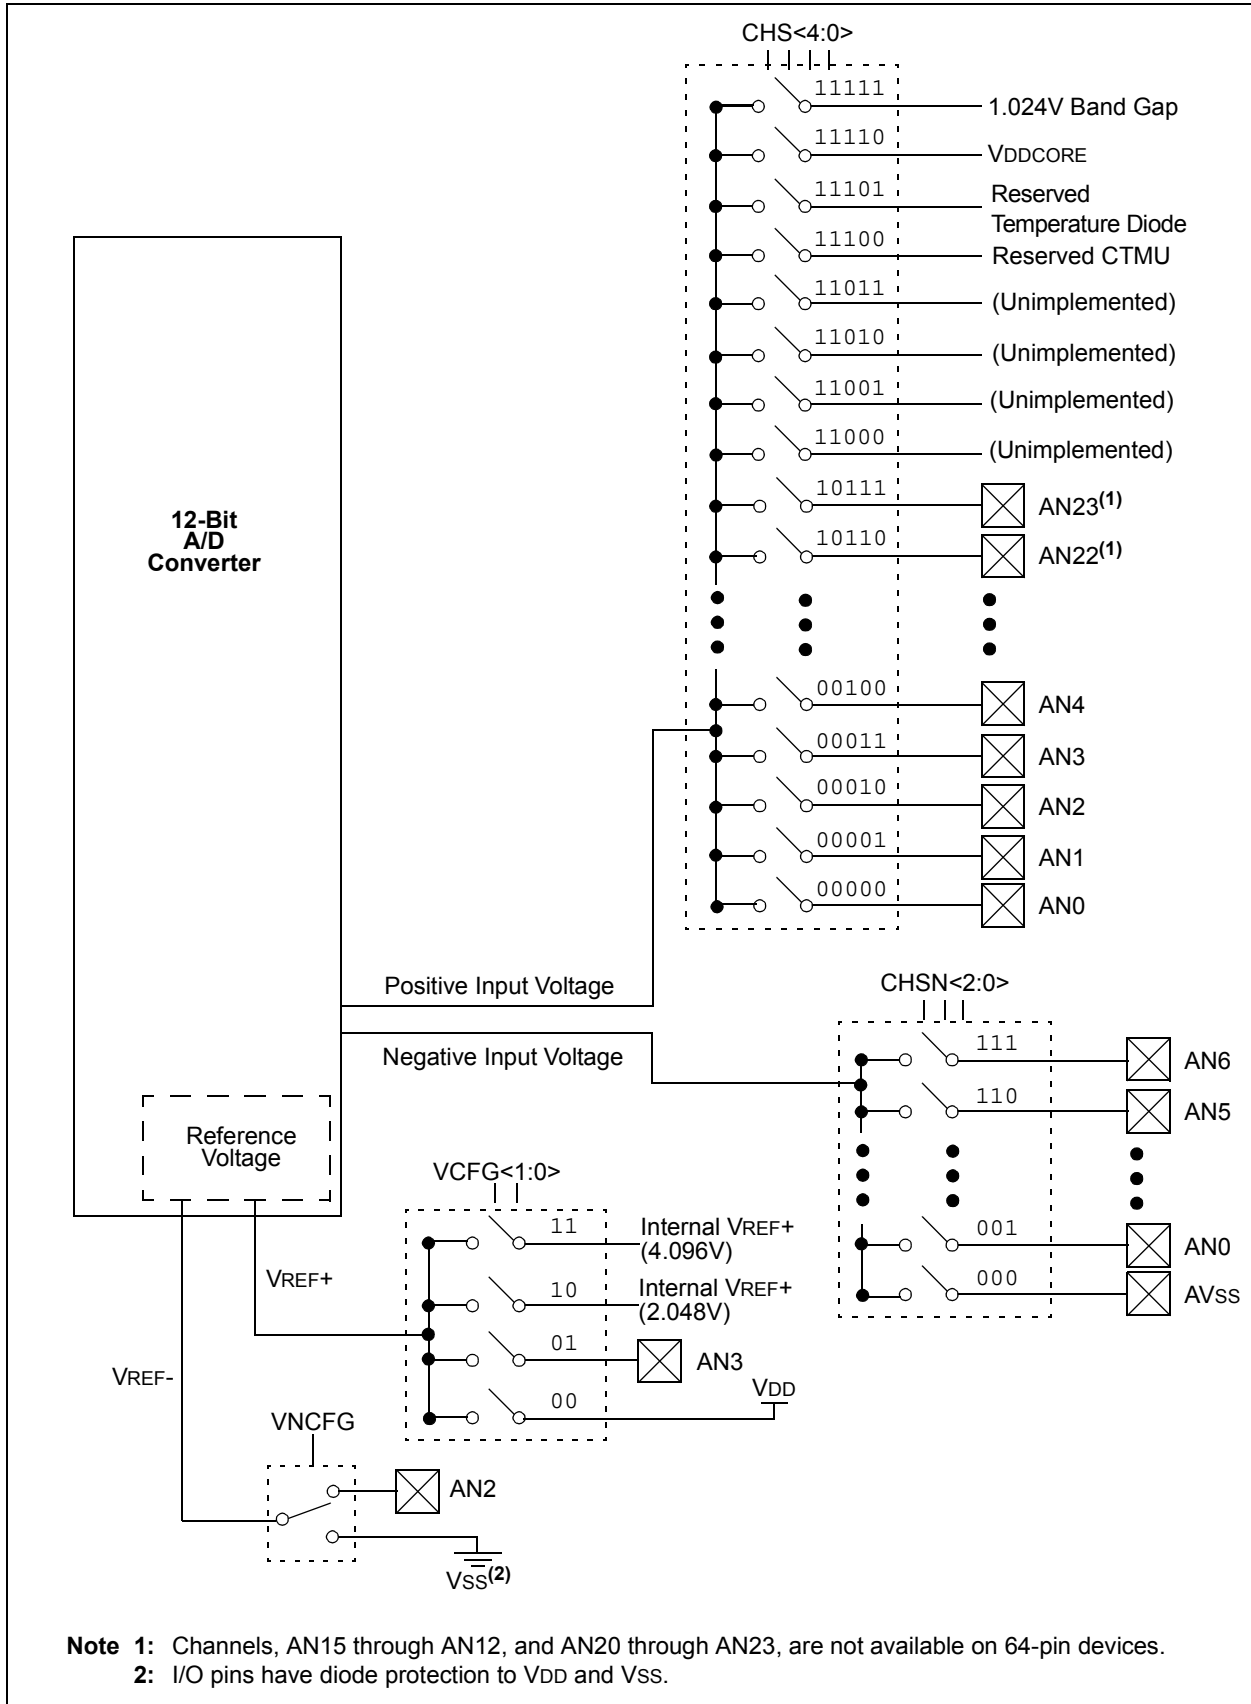 CHS<4:0>
11111
1.024V Band Gap
11110
VDDCORE
11101
Reserved
Temperature Diode
11100
Reserved CTMU
11011
(Unimplemented)
11010
(Unimplemented)
11001
(Unimplemented)
11000
(Unimplemented)
10111
AN23(1)
10110
AN22(1)
12-Bit
A/D
Converter
00100
AN4
00011
AN3
00010
AN2
00001
AN1
00000
AN0
Positive Input Voltage
Negative Input Voltage
CHSN<2:0>
111
AN6
110
AN5
001
AN0
000
AVSS
Reference
Voltage
VCFG<1:0>
11
Internal VREF+
(4.096V)
10
Internal VREF+
(2.048V)
01
AN3
00
VDD
VREF+
VREF-
VNCFG
AN2
VSS(2)
Note 1: Channels, AN15 through AN12, and AN20 through AN23, are not available on 64-pin devices.
2: I/O pins have diode protection to VDD and VSS.